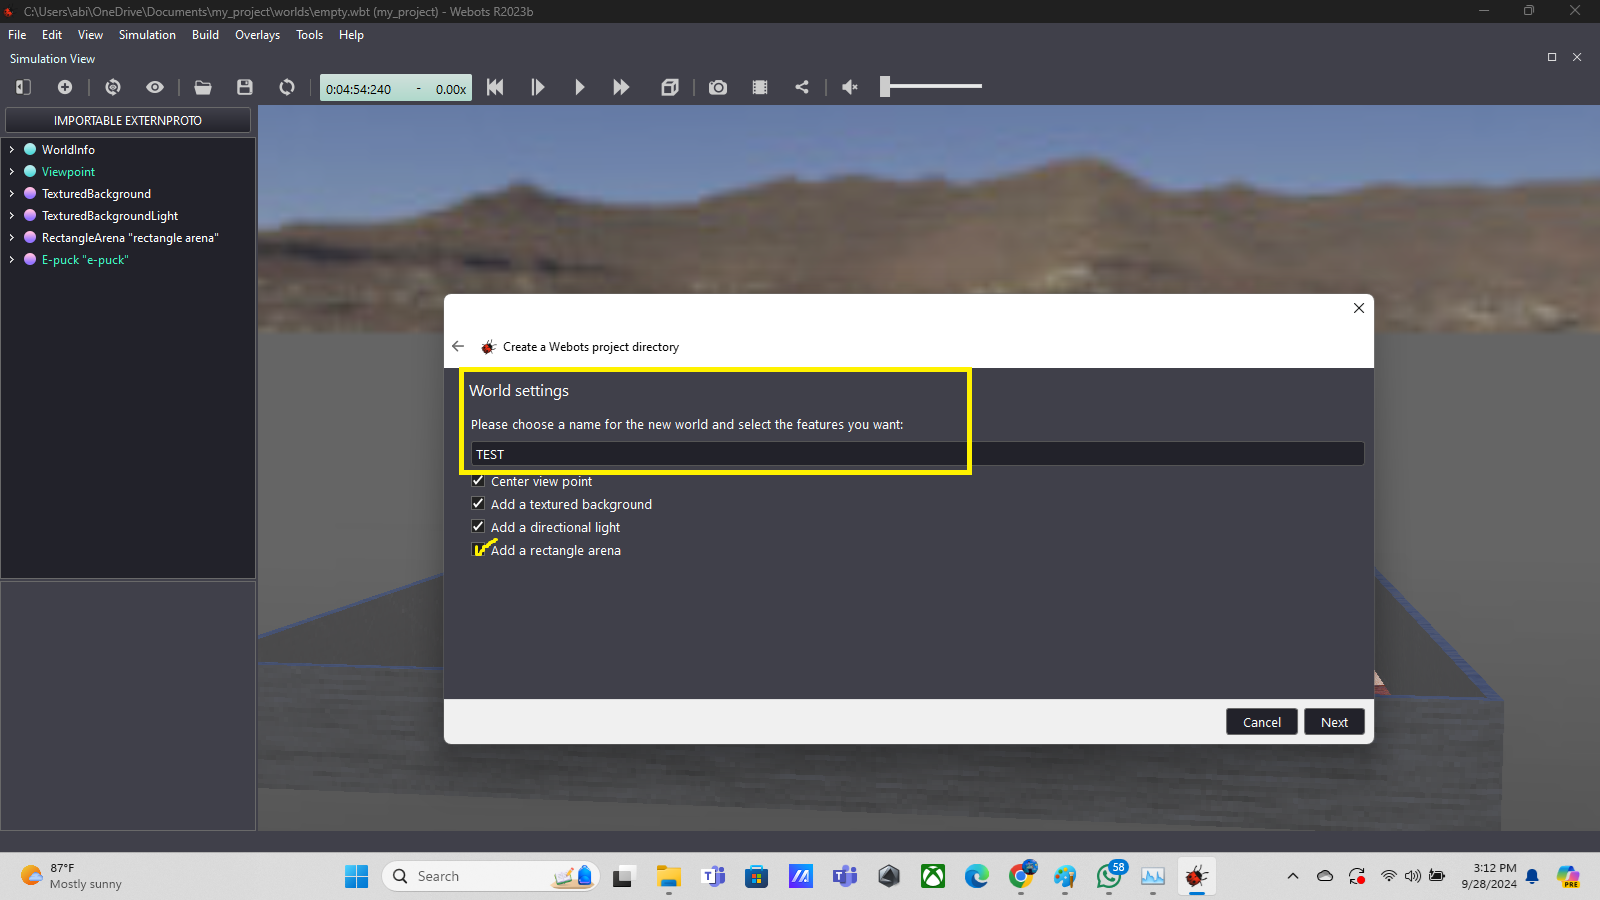 C:\Users\abi\OneDrive\Documents\my_project\worlds\empty.wbt (my_project) - Webots R2023b
File Edit View Simulation Build Overlays Tools Help
Simulation View
0:04:54:240 - 0.00x
IMPORTABLE EXTERNPROTO
WorldInfo
Viewpoint
TexturedBackground
TexturedBackgroundLight
RectangleArena "rectangle arena"
E-puck "e-puck"
Create a Webots project directory
World settings
Please choose a name for the new world and select the features you want:
TEST
Center view point
Add a textured background
Add a directional light
Add a rectangle arena
Cancel Next
87°F
Mostly sunny
Search
58
3:12 PM
9/28/2024
PRE